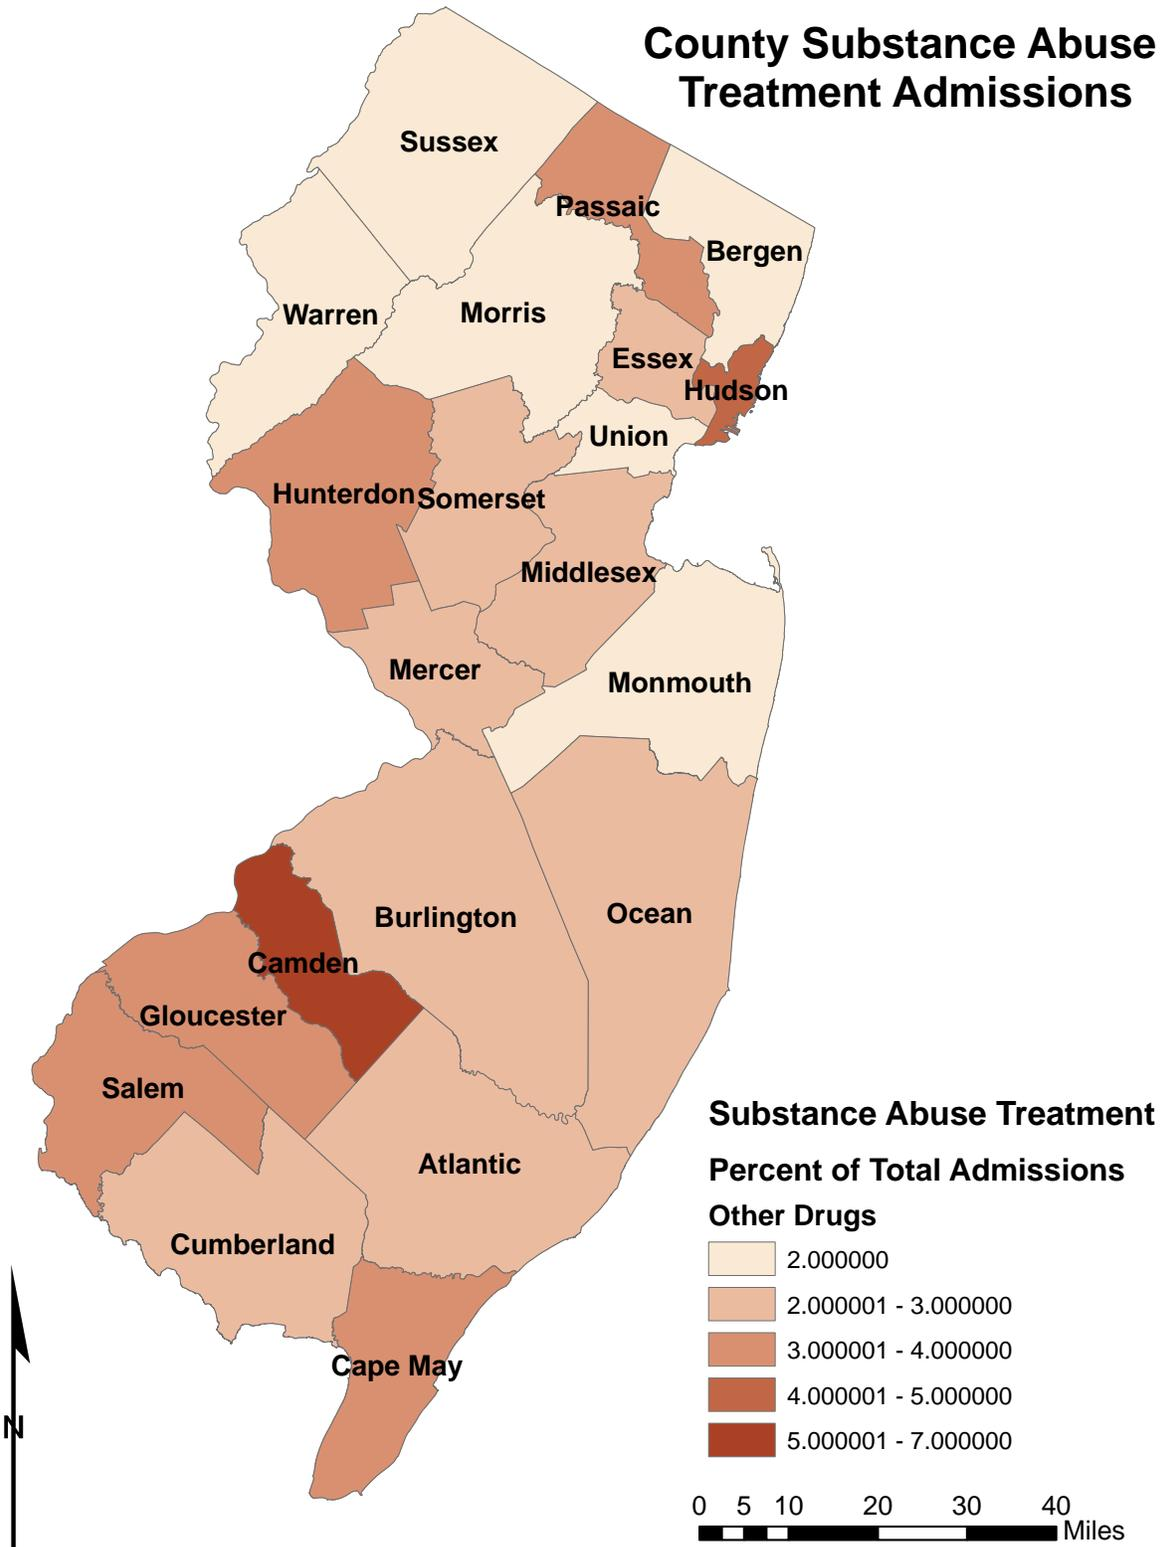 County Substance Abuse
Treatment Admissions
Sussex
Passaic
Bergen
Warren
Morris
Essex
Hudson
Union
Hunterdon
Somerset
Middlesex
Mercer
Monmouth
Burlington
Ocean
Camden
Gloucester
Salem
Atlantic
Cumberland
Cape May
N
Substance Abuse Treatment
Percent of Total Admissions
Other Drugs
2.000000
2.000001 - 3.000000
3.000001 - 4.000000
4.000001 - 5.000000
5.000001 - 7.000000
0 5 10 20 30 40
Miles